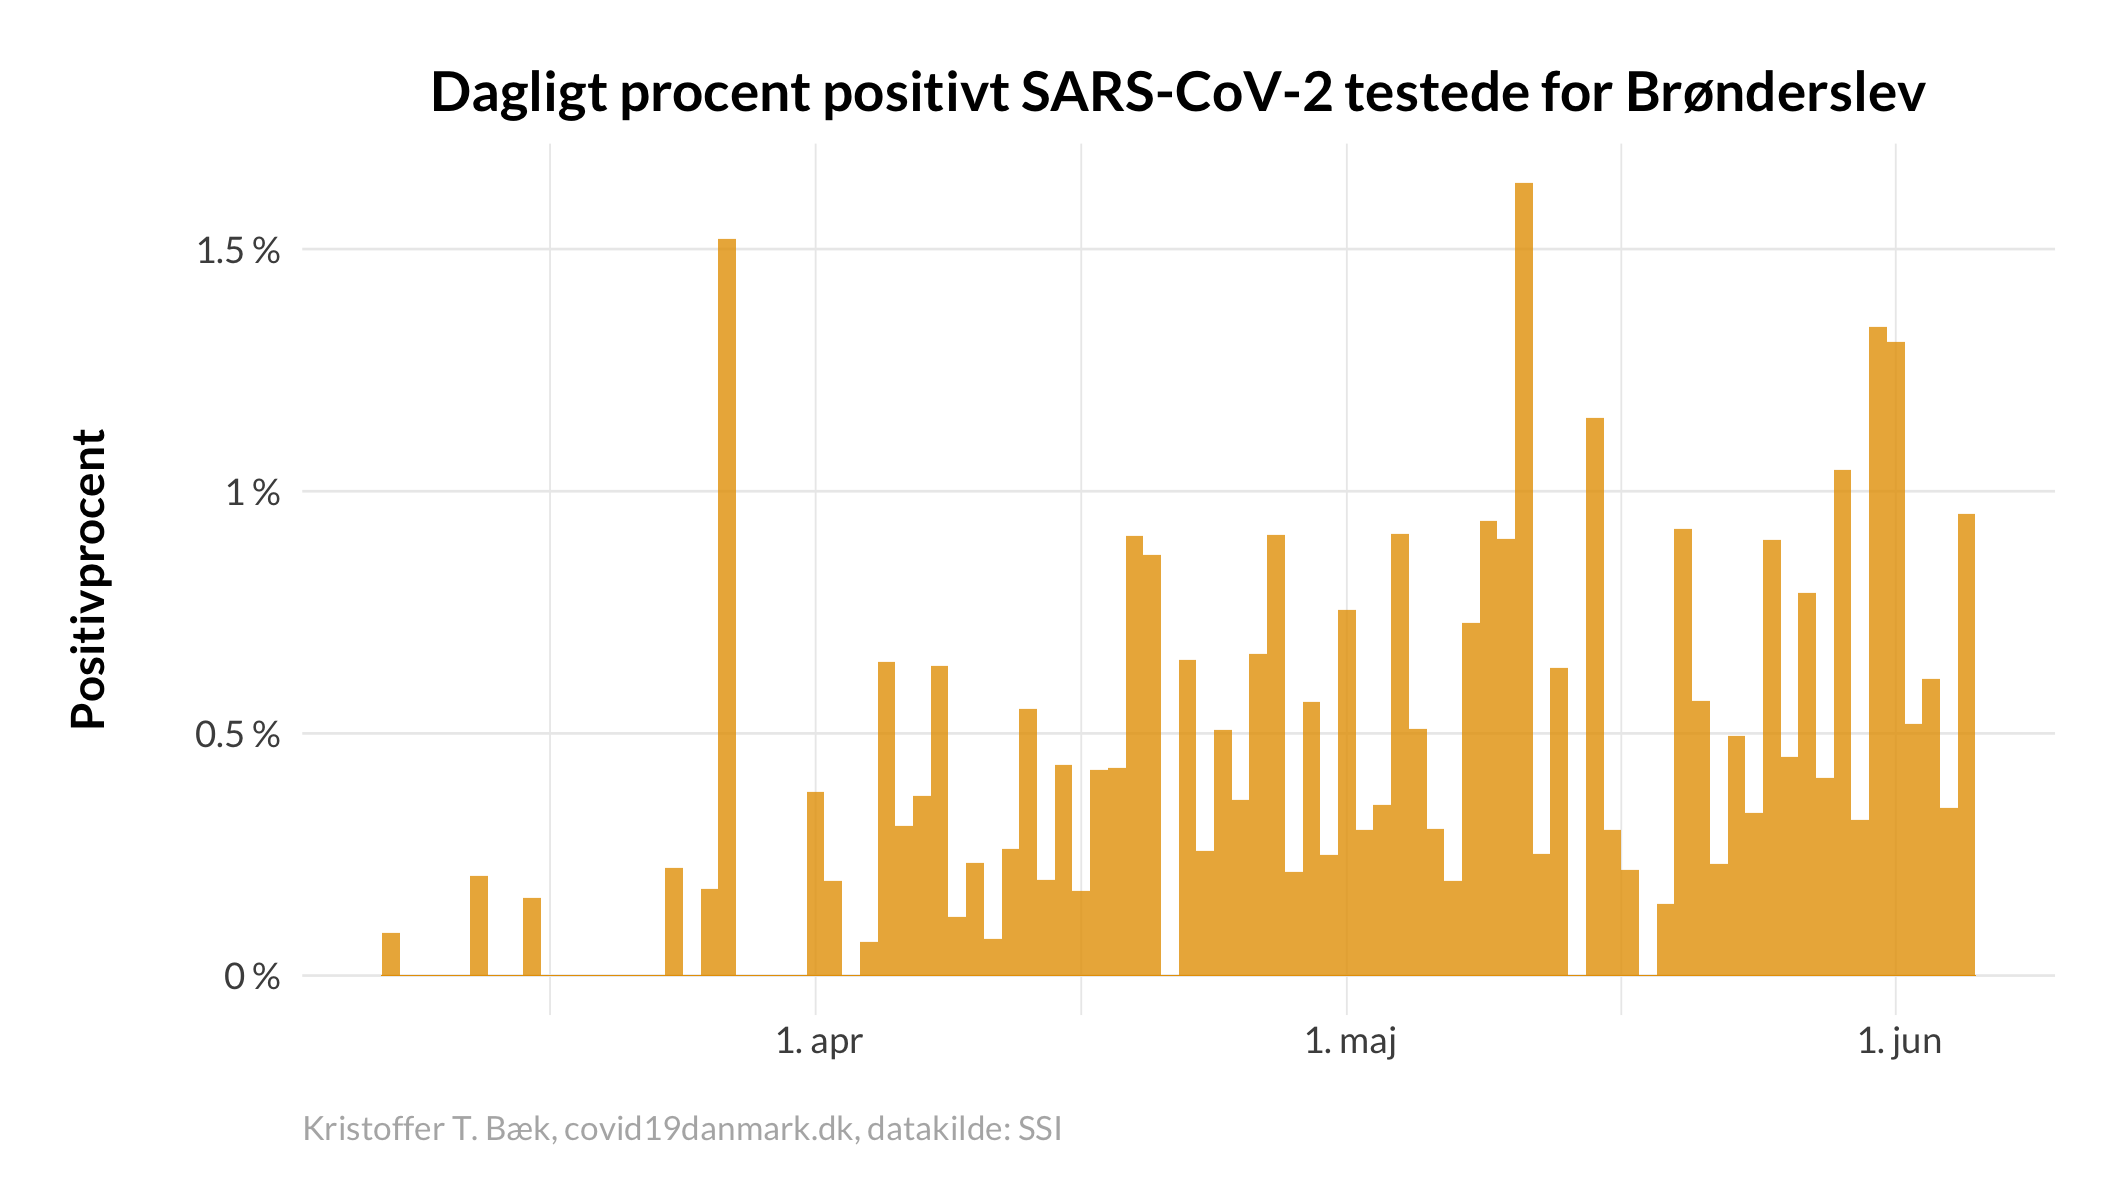 Dagligt procent positivt SARS-CoV-2 testede for Brønderslev
Positivprocent
1.5 %
1 %
0.5 %
0 %
1. apr
1. maj
1. jun
Kristoffer T. Bæk, covid19danmark.dk, datakilde: SSI